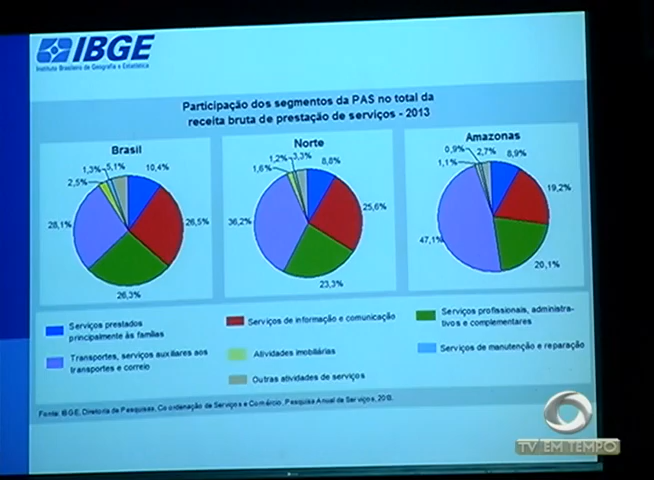 IBGE
Instituto Brasileiro de Geografia e Estatística
Participação dos segmentos da PAS no total da
receita bruta de prestação de serviços - 2013
Brasil
1,3%
5,1%
10,4%
2,5%
28,1%
26,5%
26,3%
Norte
1,2%
3,3%
8,8%
1,6%
36,2%
25,6%
23,3%
Amazonas
0,9%
2,7%
8,9%
1,1%
19,2%
47,1%
20,1%
Serviços prestados
principalmente às famílias
Serviços de informação e comunicação
Serviços profissionais, administra-
tivos e complementares
Transportes, serviços auxiliares aos
transportes e correio
Atividades imobiliárias
Serviços de manutenção e reparação
Outras atividades de serviços
Fonte: IBGE, Diretoria de Pesquisas, Coordenação de Serviços e Comércio, Pesquisa Anual de Serviços, 2013.
TV EM TEMPO